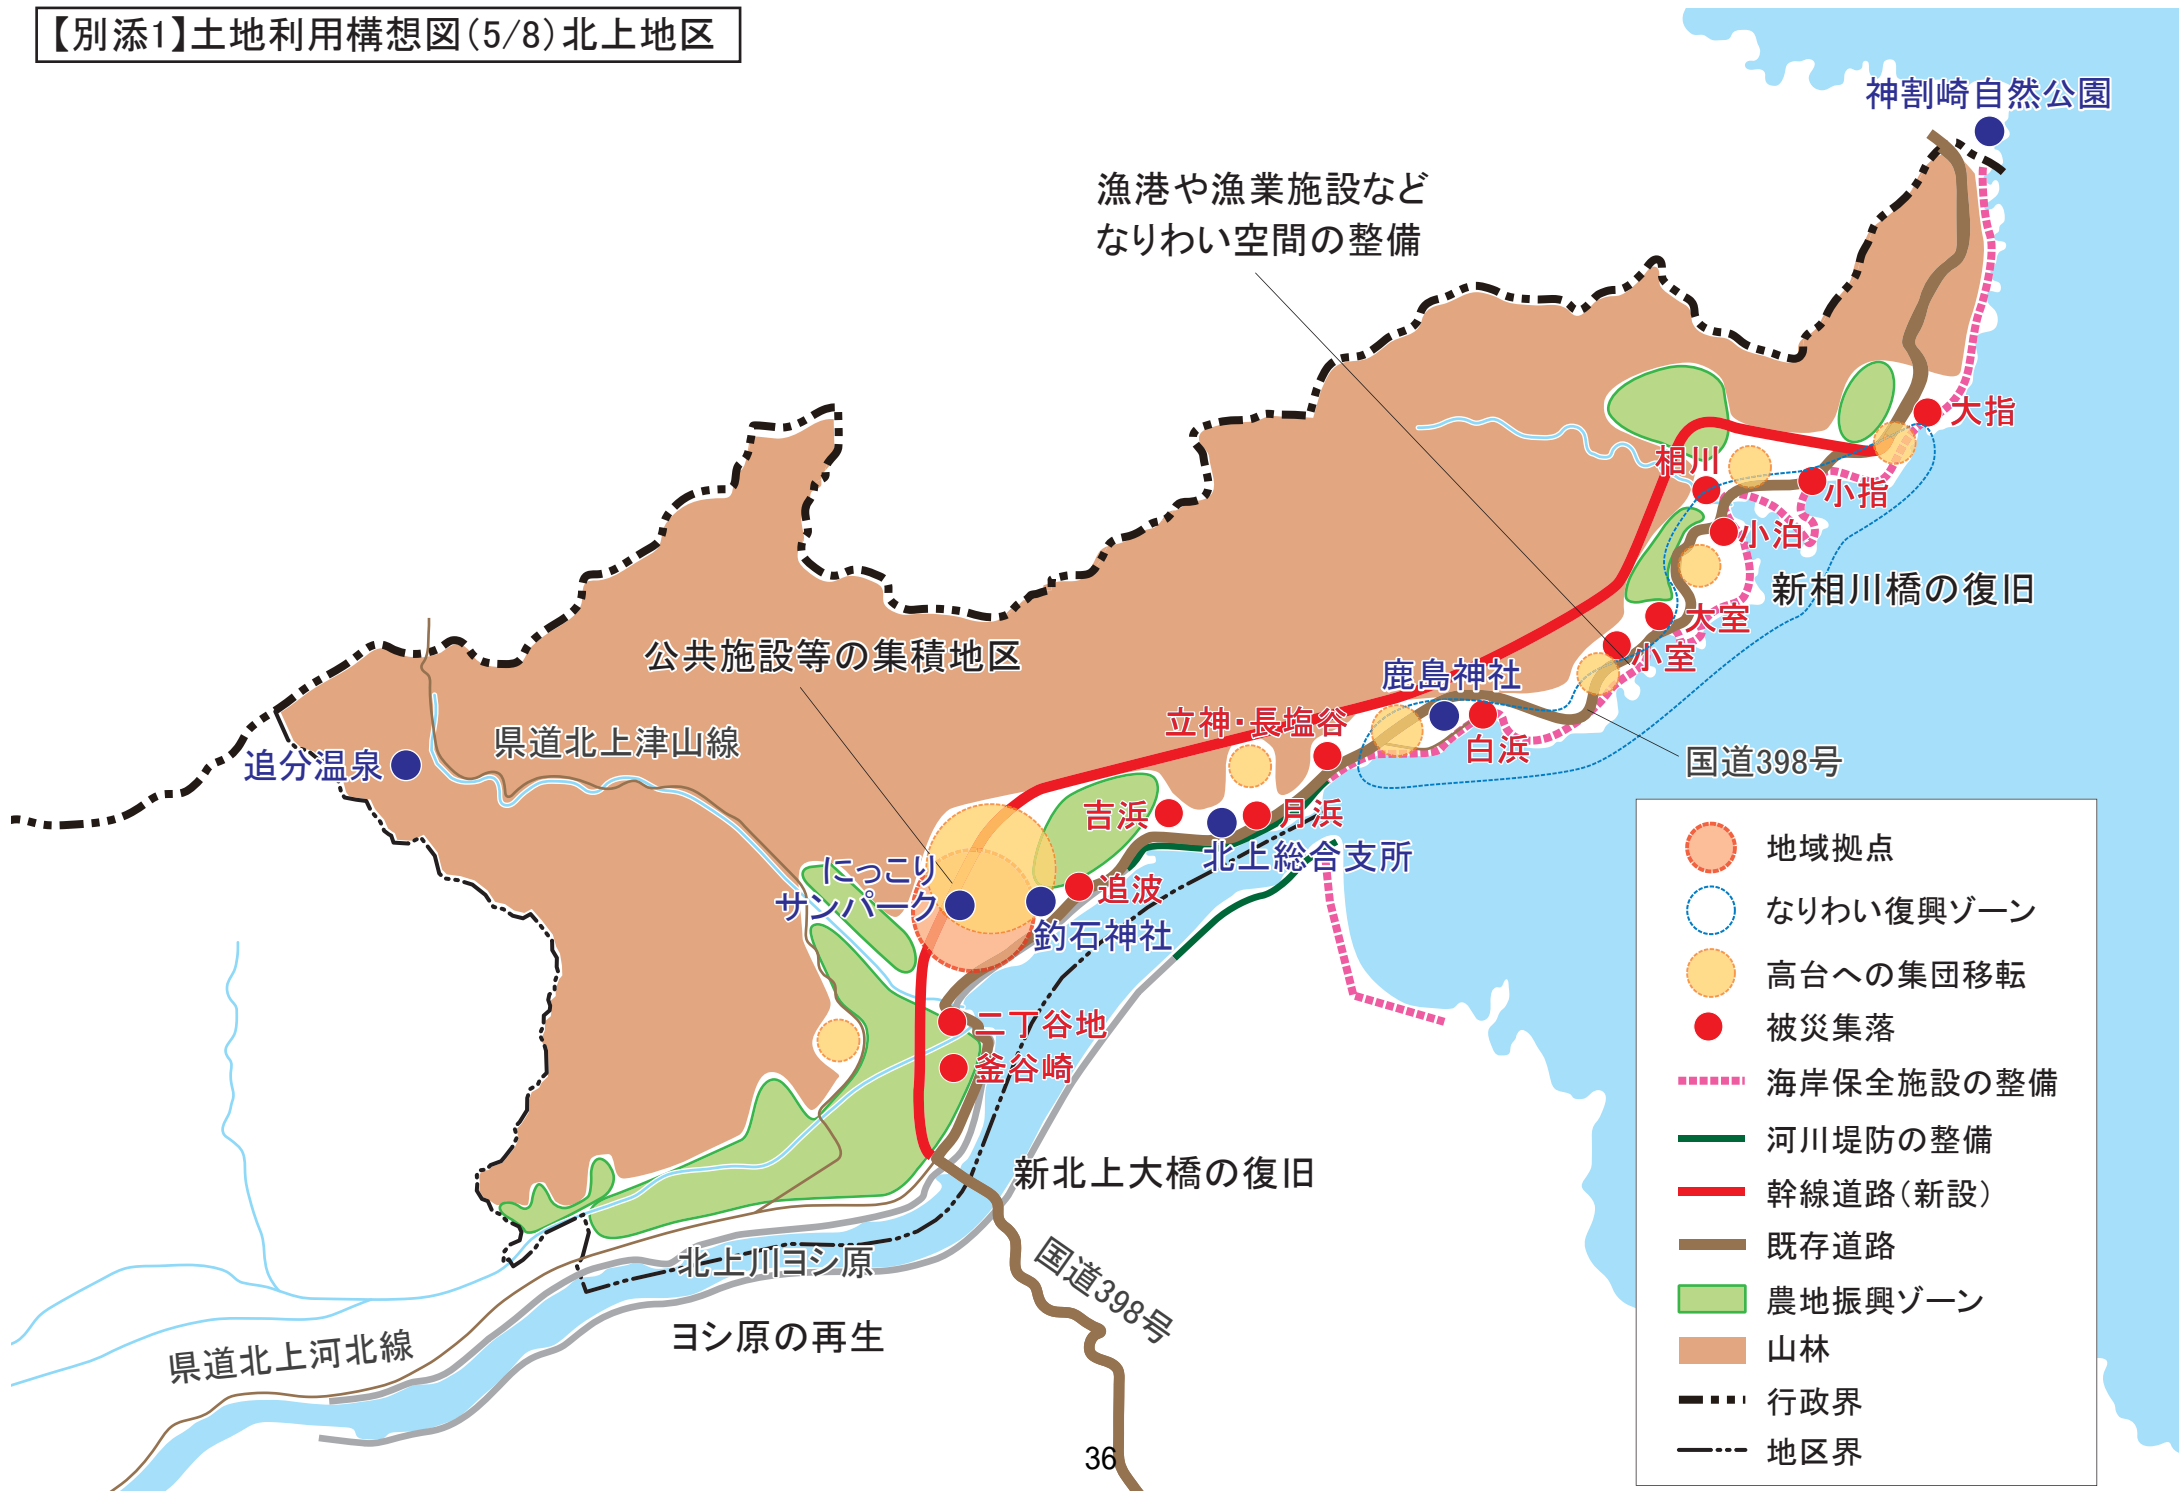 【別添1】土地利用構想図(5/8)北上地区
神割崎自然公園
漁港や漁業施設など
なりわい空間の整備
大指
相川
小指
小泊
新相川橋の復旧
大室
小室
公共施設等の集積地区
鹿島神社
立神・長塩谷
県道北上津山線
追分温泉
白浜
国道398号
吉浜
月浜
北上総合支所
にっこり
サンパーク
追波
釣石神社
二丁谷地
釜谷崎
新北上大橋の復旧
北上川ヨシ原
国道398号
ヨシ原の再生
県道北上河北線
地域拠点
なりわい復興ゾーン
高台への集団移転
被災集落
海岸保全施設の整備
河川堤防の整備
幹線道路(新設)
既存道路
農地振興ゾーン
山林
行政界
地区界
36